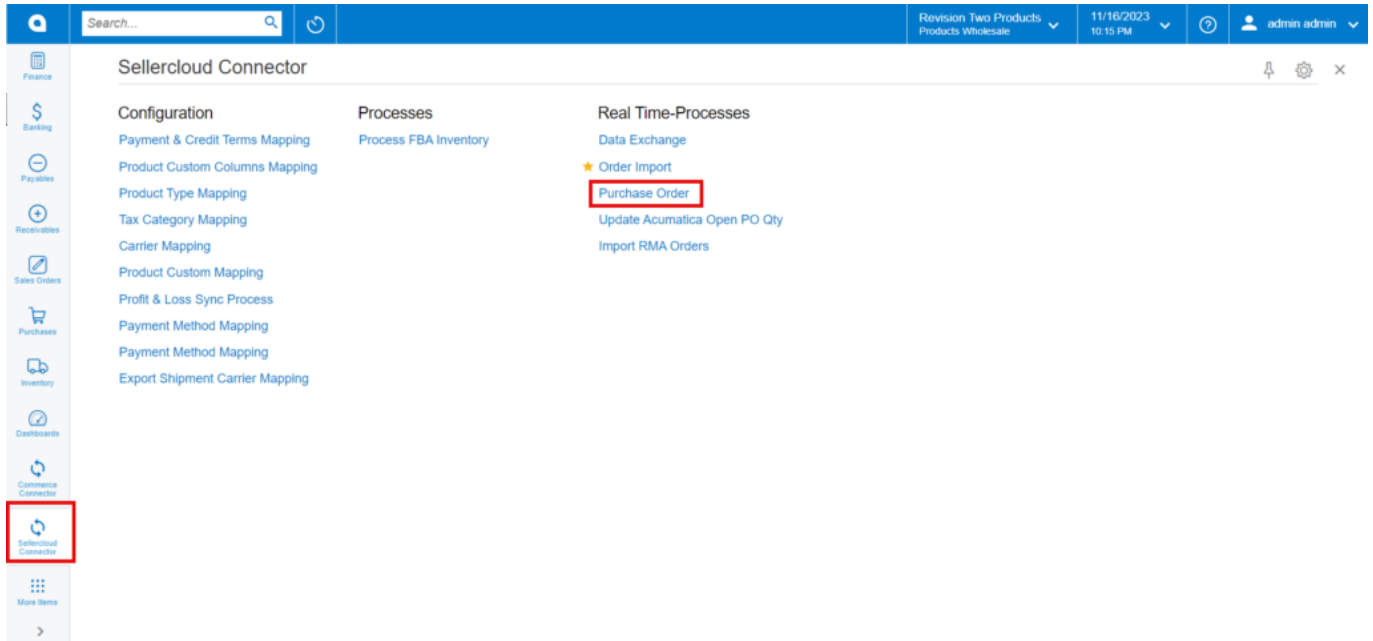 Search...
Revision Two Products
Products Wholesale
11/16/2023
10:15 PM
admin admin
Finance
Banking
Payables
Receivables
Sales Orders
Purchases
Inventory
Dashboards
Commerce
Connector
Sellercloud
Connector
More Items
Sellercloud Connector
Configuration
Payment & Credit Terms Mapping
Product Custom Columns Mapping
Product Type Mapping
Tax Category Mapping
Carrier Mapping
Product Custom Mapping
Profit & Loss Sync Process
Payment Method Mapping
Payment Method Mapping
Export Shipment Carrier Mapping
Processes
Process FBA Inventory
Real Time-Processes
Data Exchange
Order Import
Purchase Order
Update Acumatica Open PO Qty
Import RMA Orders